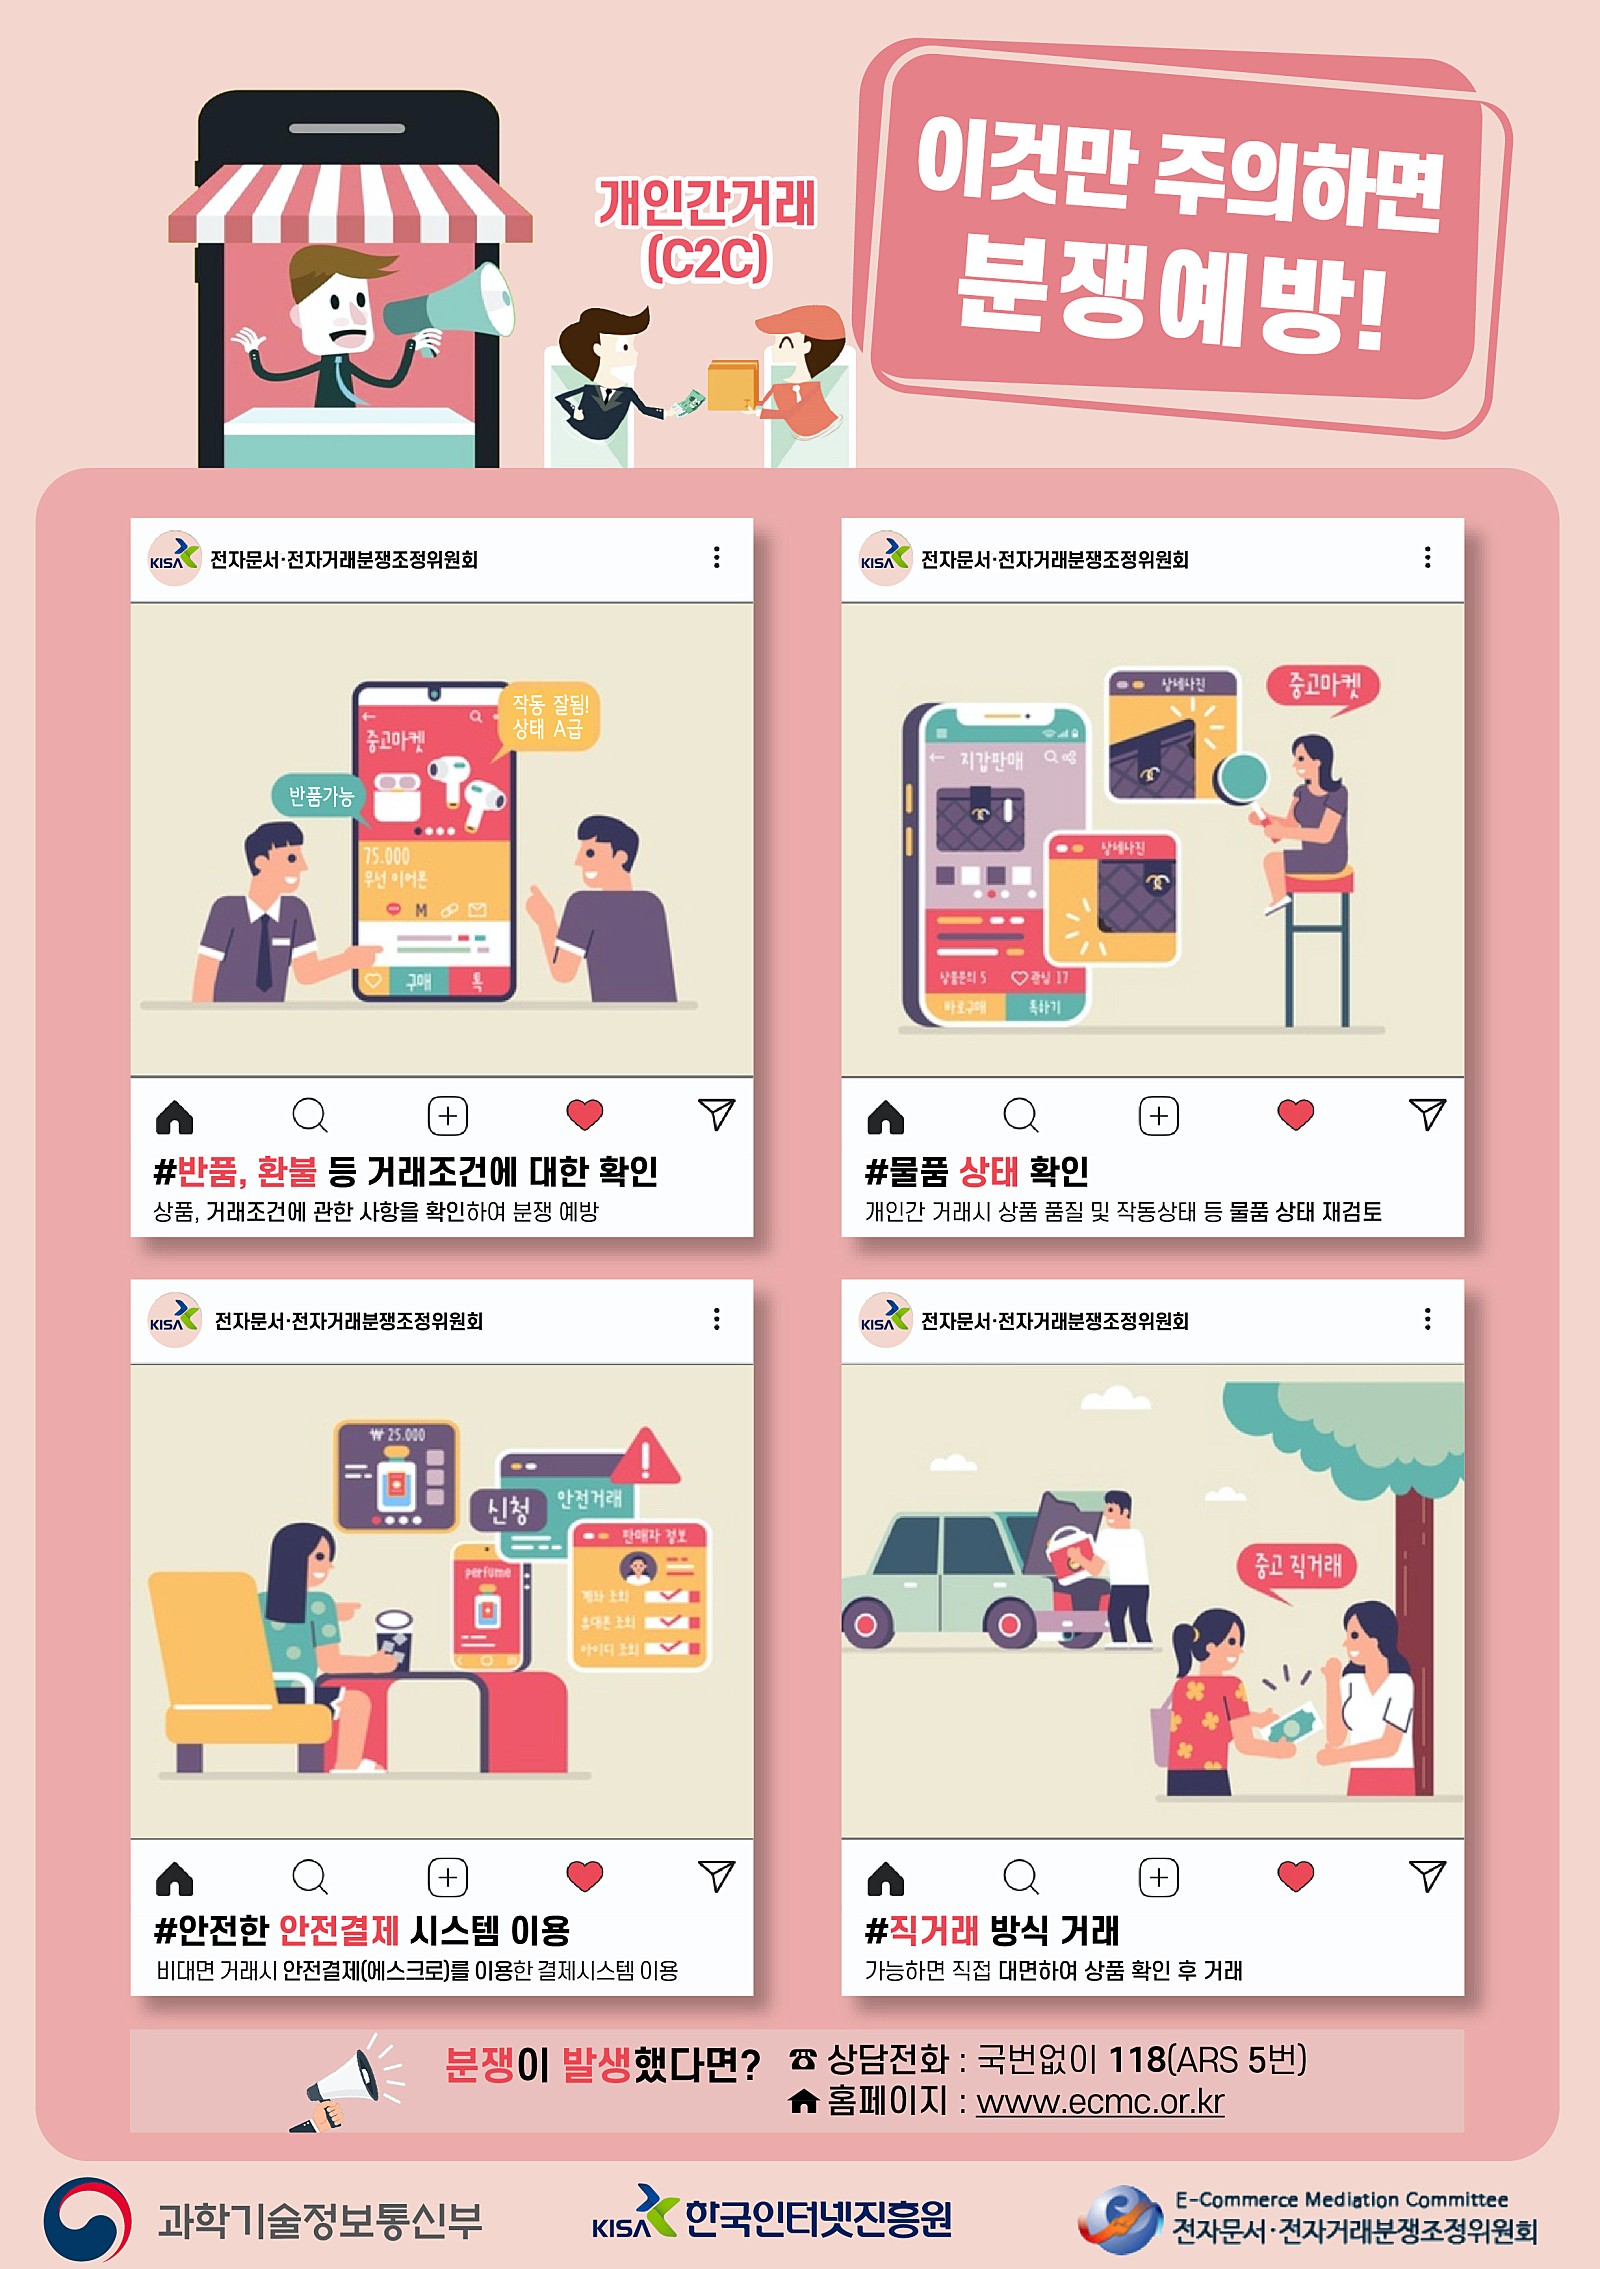 개인간거래
(C2C)
이것만 주의하면
분쟁예방!
KISA 전자문서·전자거래분쟁조정위원회
작동 잘됨!
상태 A급
중고마켓
반품가능
75.000
무선 이어폰
M
구매 톡
#반품, 환불 등 거래조건에 대한 확인
상품, 거래조건에 관한 사항을 확인하여 분쟁 예방
KISA 전자문서·전자거래분쟁조정위원회
상세사진
중고마켓
지갑판매
상세사진
상품문의 5 관심 17
바로구매 톡하기
#물품 상태 확인
개인간 거래시 상품 품질 및 작동상태 등 물품 상태 재검토
KISA 전자문서·전자거래분쟁조정위원회
₩ 25.000
신청
안전거래
판매자 정보
perfume
계좌 조회
휴대폰 조회
아이디 조회
#안전한 안전결제 시스템 이용
비대면 거래시 안전결제(에스크로)를 이용한 결제시스템 이용
KISA 전자문서·전자거래분쟁조정위원회
중고 직거래
#직거래 방식 거래
가능하면 직접 대면하여 상품 확인 후 거래
분쟁이 발생했다면?
☎ 상담전화 : 국번없이 118(ARS 5번)
홈페이지 : www.ecmc.or.kr
과학기술정보통신부
KISA 한국인터넷진흥원
E-Commerce Mediation Committee
전자문서·전자거래분쟁조정위원회